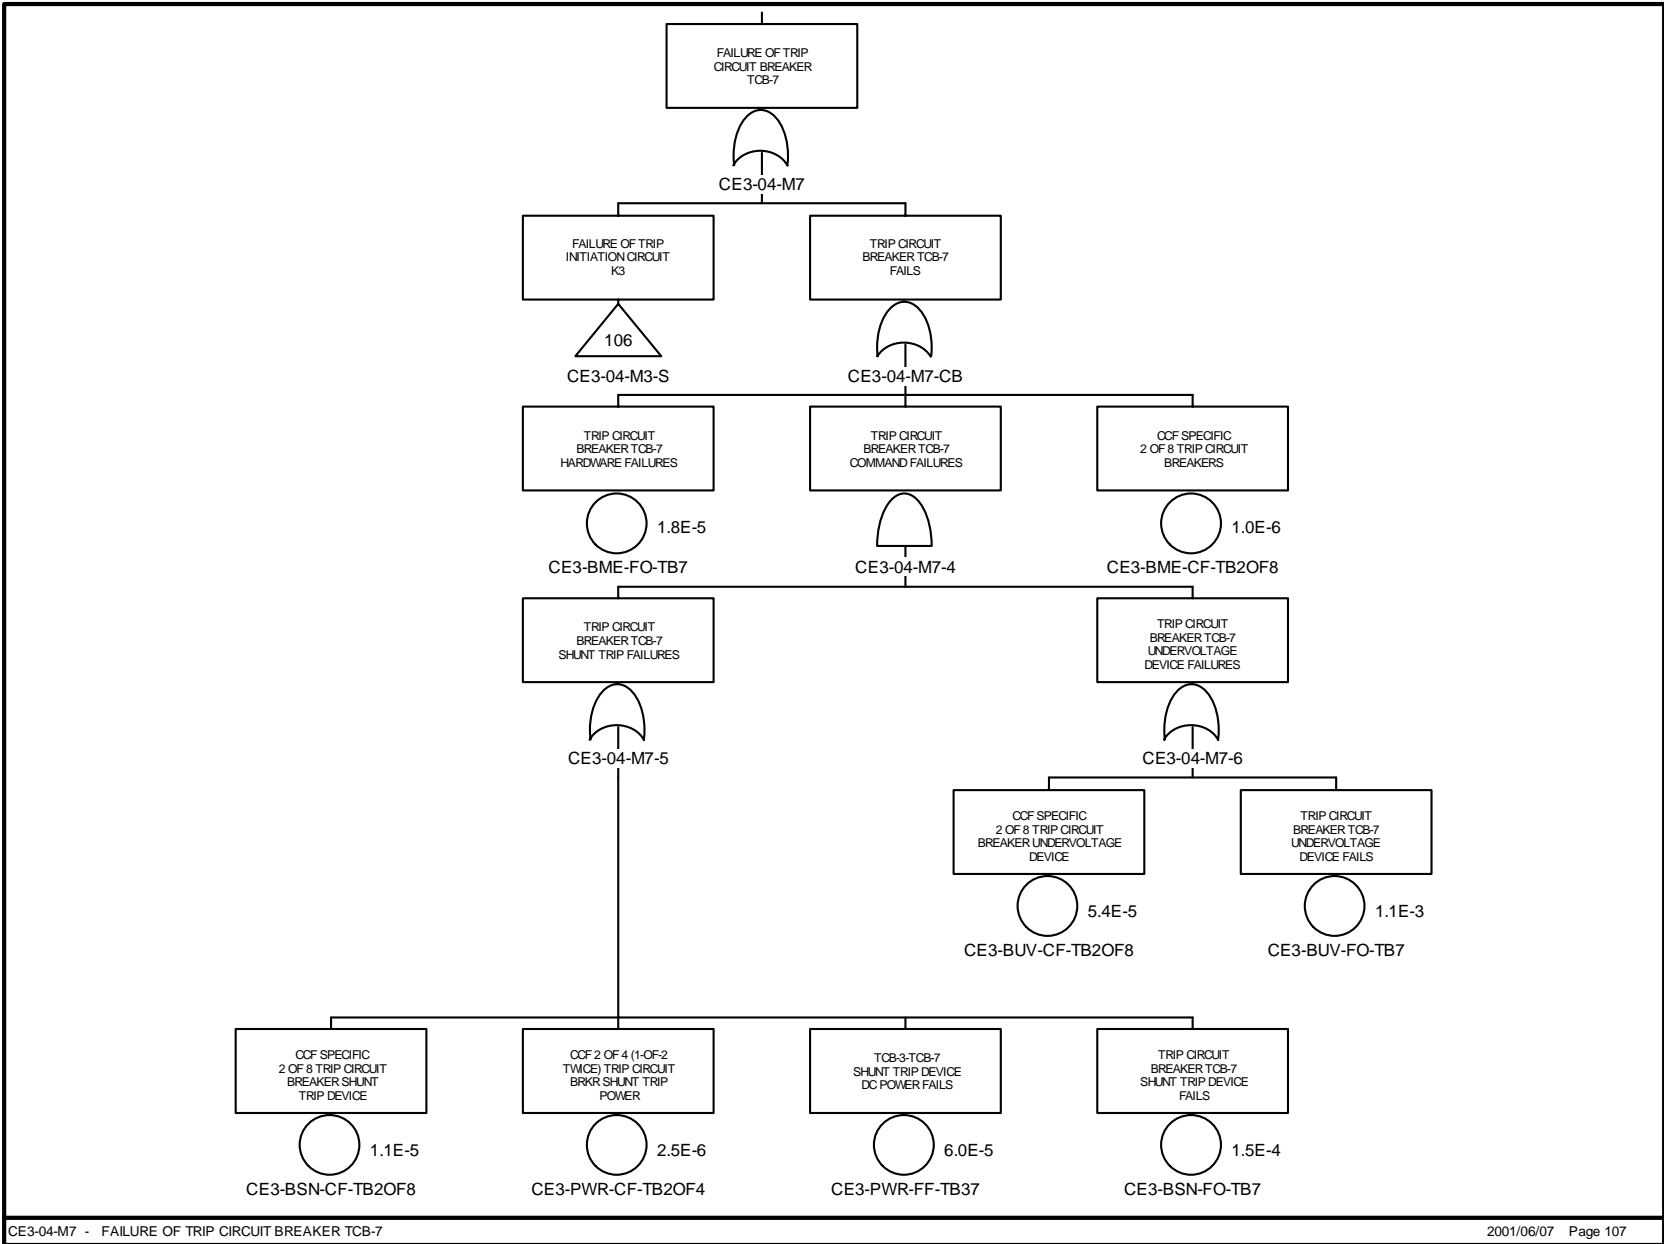 FAILURE OF TRIP
CIRCUIT BREAKER
TCB-7
CE3-04-M7
FAILURE OF TRIP
INITIATION CIRCUIT
K3
106
CE3-04-M3-S
TRIP CIRCUIT
BREAKER TCB-7
FAILS
CE3-04-M7-CB
TRIP CIRCUIT
BREAKER TCB-7
HARDWARE FAILURES
1.8E-5
CE3-BME-FO-TB7
TRIP CIRCUIT
BREAKER TCB-7
COMMAND FAILURES
CE3-04-M7-4
CCF SPECIFIC
2 OF 8 TRIP CIRCUIT
BREAKERS
1.0E-6
CE3-BME-CF-TB2OF8
TRIP CIRCUIT
BREAKER TCB-7
SHUNT TRIP FAILURES
CE3-04-M7-5
TRIP CIRCUIT
BREAKER TCB-7
UNDERVOLTAGE
DEVICE FAILURES
CE3-04-M7-6
CCF SPECIFIC
2 OF 8 TRIP CIRCUIT
BREAKER UNDERVOLTAGE
DEVICE
5.4E-5
CE3-BUV-CF-TB2OF8
TRIP CIRCUIT
BREAKER TCB-7
UNDERVOLTAGE
DEVICE FAILS
1.1E-3
CE3-BUV-FO-TB7
CCF SPECIFIC
2 OF 8 TRIP CIRCUIT
BREAKER SHUNT
TRIP DEVICE
1.1E-5
CE3-BSN-CF-TB2OF8
CCF 2 OF 4 (1-OF-2
TWICE) TRIP CIRCUIT
BRKR SHUNT TRIP
POWER
2.5E-6
CE3-PWR-CF-TB2OF4
TCB-3-TCB-7
SHUNT TRIP DEVICE
DC POWER FAILS
6.0E-5
CE3-PWR-FF-TB37
TRIP CIRCUIT
BREAKER TCB-7
SHUNT TRIP DEVICE
FAILS
1.5E-4
CE3-BSN-FO-TB7
CE3-04-M7 - FAILURE OF TRIP CIRCUIT BREAKER TCB-7
2001/06/07 Page 107